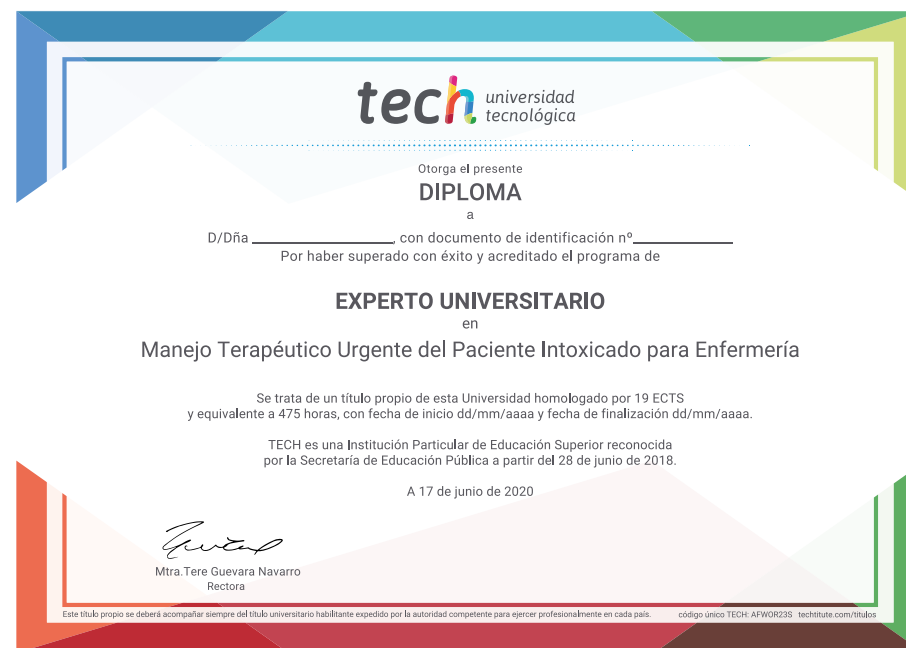 tech universidad
tecnológica
Otorga el presente
DIPLOMA
a
D/Dña ____________________, con documento de identificación nº______________
Por haber superado con éxito y acreditado el programa de
EXPERTO UNIVERSITARIO
en
Manejo Terapéutico Urgente del Paciente Intoxicado para Enfermería
Se trata de un título propio de esta Universidad homologado por 19 ECTS
y equivalente a 475 horas, con fecha de inicio dd/mm/aaaa y fecha de finalización dd/mm/aaaa.
TECH es una Institución Particular de Educación Superior reconocida
por la Secretaría de Educación Pública a partir del 28 de junio de 2018.
A 17 de junio de 2020
Mtra.Tere Guevara Navarro
Rectora
Este título propio se deberá acompañar siempre del título universitario habilitante expedido por la autoridad competente para ejercer profesionalmente en cada país. código único TECH: AFWOR23S techtitute.com/titulos